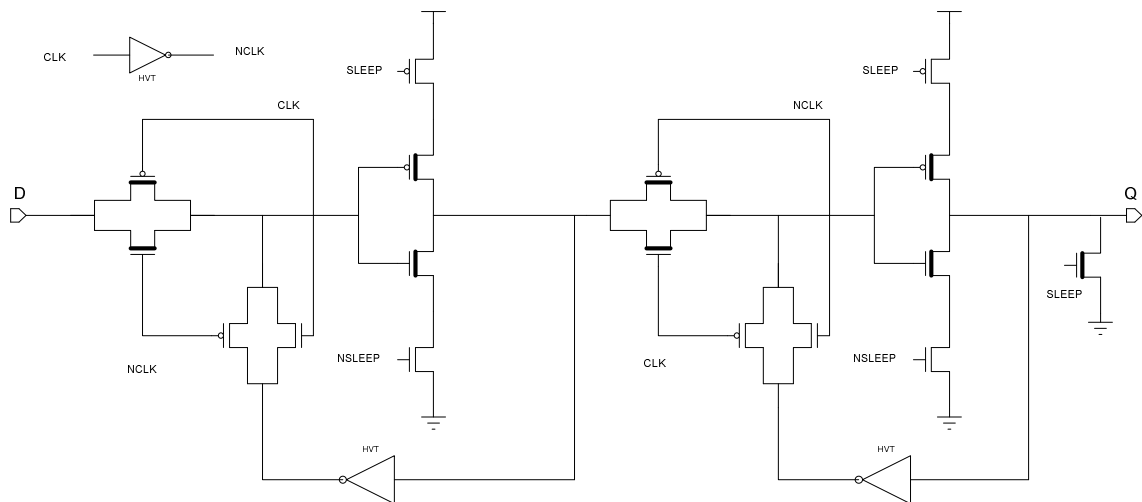 CLK
NCLK
HVT
SLEEP
SLEEP
CLK
NCLK
D
Q
SLEEP
NSLEEP
NSLEEP
NCLK
CLK
HVT
HVT